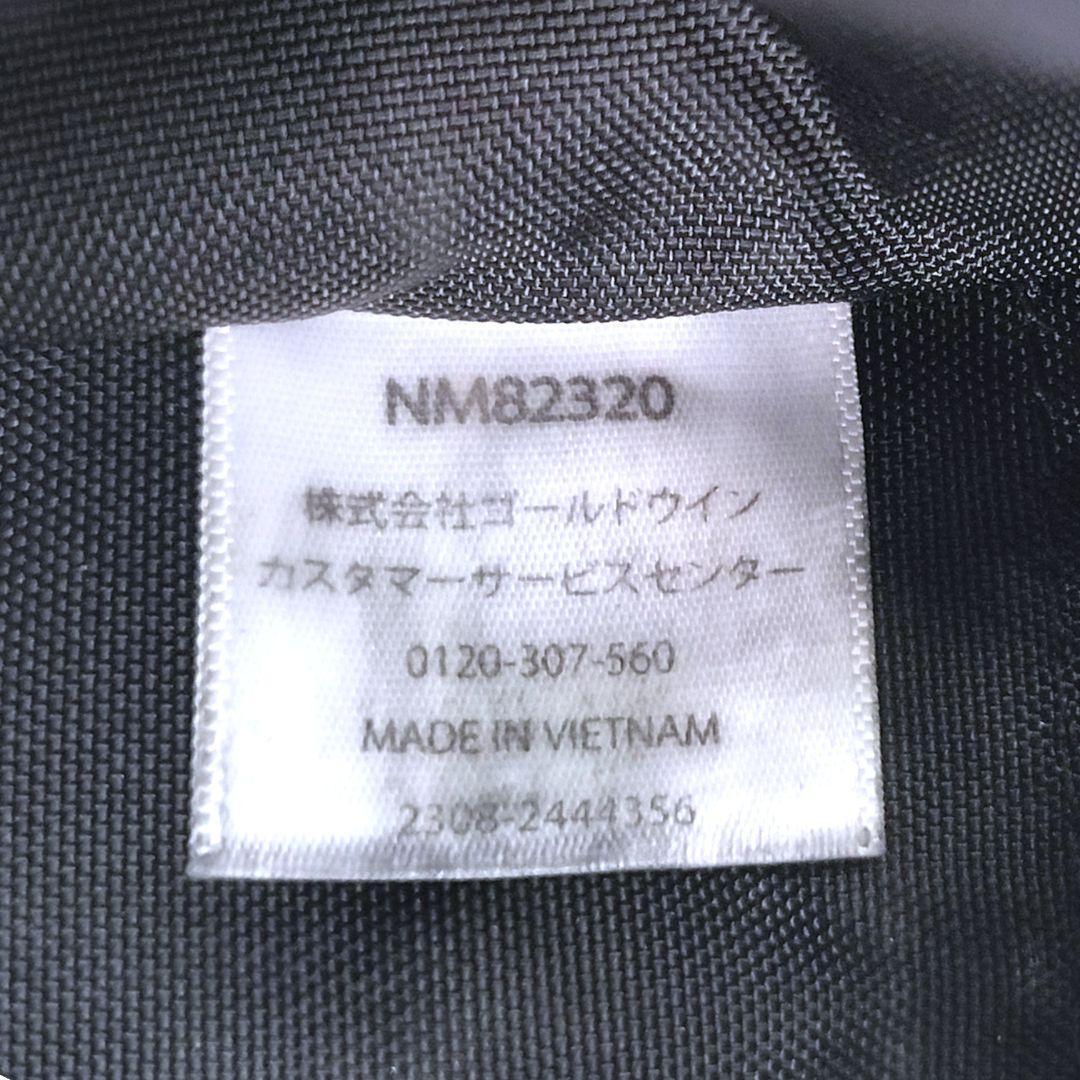 NM82320
株式会社ゴールドウイン
カスタマーサービスセンター
0120-307-560
MADE IN VIETNAM
2308-2444356